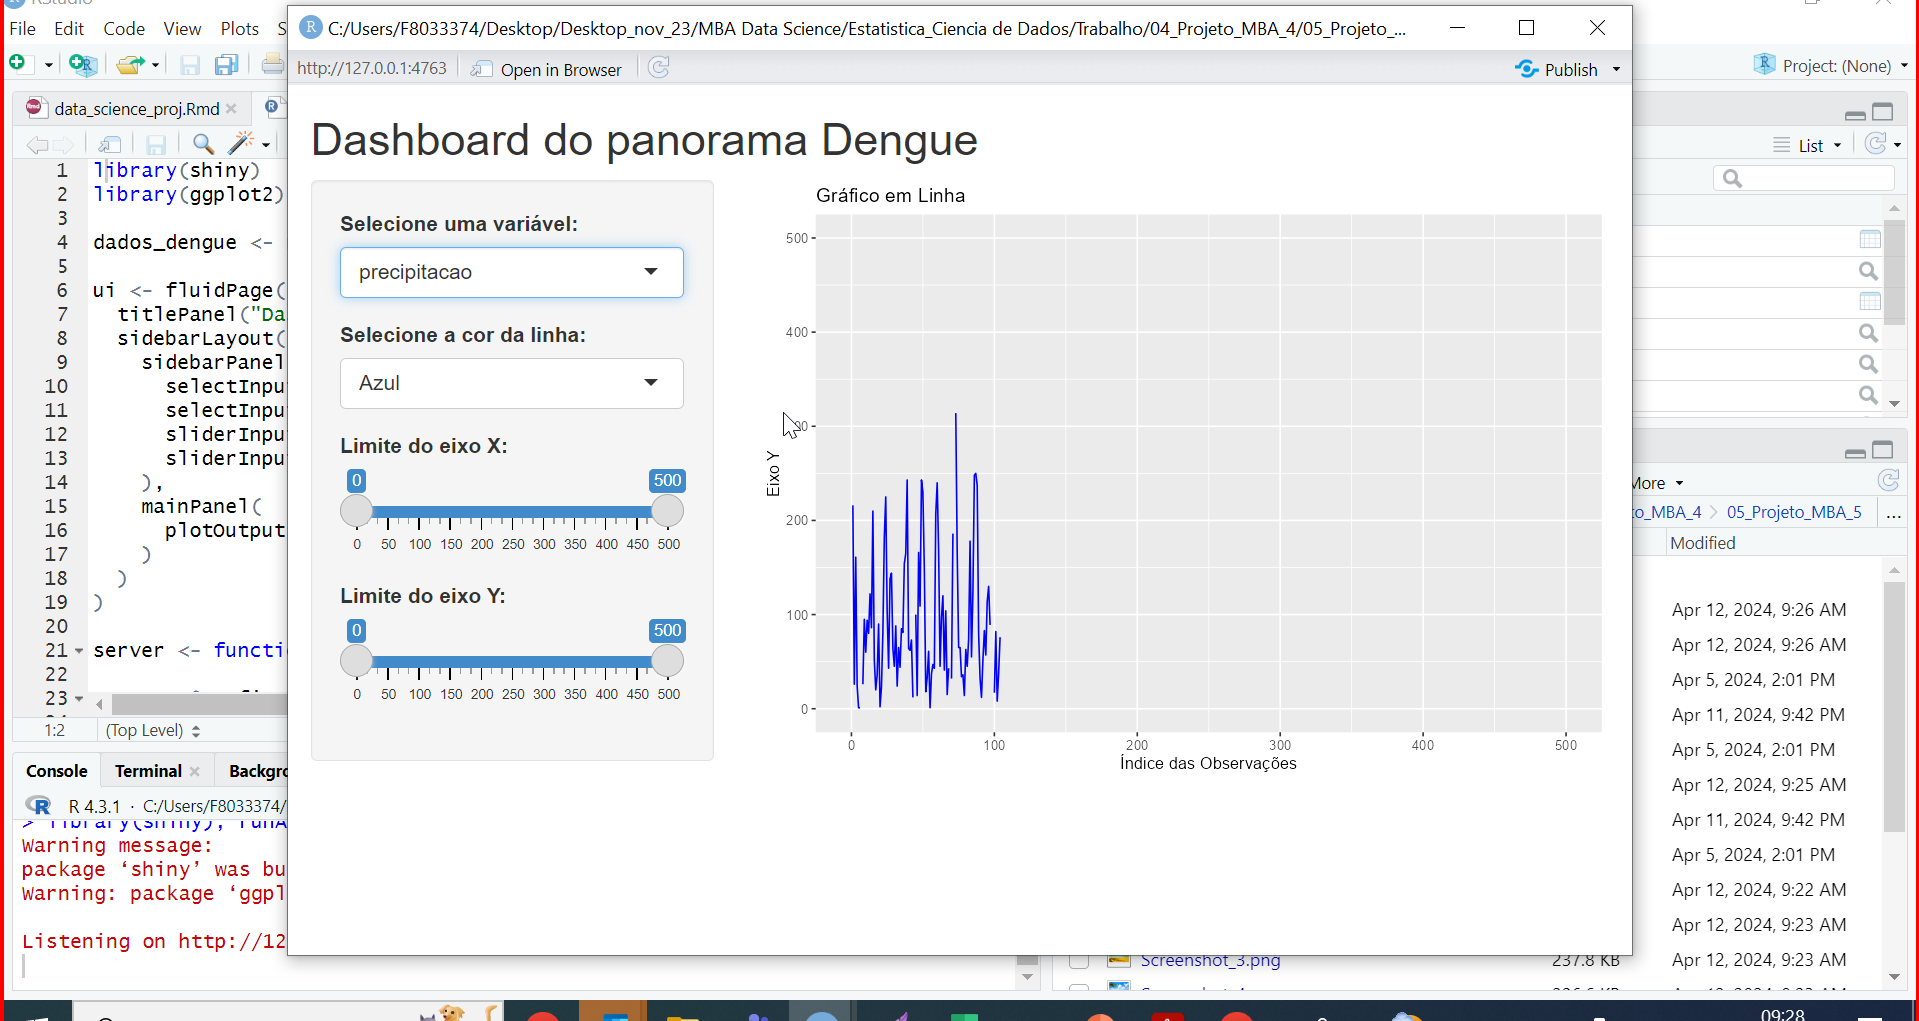 RStudio
File Edit Code View Plots S
C:/Users/F8033374/Desktop/Desktop_nov_23/MBA Data Science/Estatistica_Ciencia de Dados/Trabalho/04_Projeto_MBA_4/05_Projeto_...
http://127.0.0.1:4763 Open in Browser Publish
Project: (None)
data_science_proj.Rmd
List
Dashboard do panorama Dengue
Selecione uma variável:
precipitacao
Selecione a cor da linha:
Azul
Limite do eixo X:
0 500
0 50 100 150 200 250 300 350 400 450 500
Limite do eixo Y:
0 500
0 50 100 150 200 250 300 350 400 450 500
Gráfico em Linha
500
400
200
100
0
Eixo Y
0 100 200 300 400 500
Índice das Observações
1 library(shiny)
2 library(ggplot2)
3
4 dados_dengue <-
5
6 ui <- fluidPage(
7 titlePanel("Da
8 sidebarLayout(
9 sidebarPanel
10 selectInpu
11 selectInpu
12 sliderInpu
13 sliderInpu
14 ),
15 mainPanel(
16 plotOutput
17 )
18 )
19 )
20
21 server <- functi
22
23
1:2 (Top Level)
Console Terminal Backgro
R 4.3.1 · C:/Users/F8033374/
> library(shiny); runA
Warning message:
package ‘shiny’ was bu
Warning: package ‘ggpl
Listening on http://12
More
to_MBA_4 05_Projeto_MBA_5 ...
Modified
Apr 12, 2024, 9:26 AM
Apr 12, 2024, 9:26 AM
Apr 5, 2024, 2:01 PM
Apr 11, 2024, 9:42 PM
Apr 5, 2024, 2:01 PM
Apr 12, 2024, 9:25 AM
Apr 11, 2024, 9:42 PM
Apr 5, 2024, 2:01 PM
Apr 12, 2024, 9:22 AM
Apr 12, 2024, 9:23 AM
Screenshot_3.png 237.8 KB Apr 12, 2024, 9:23 AM
09:28